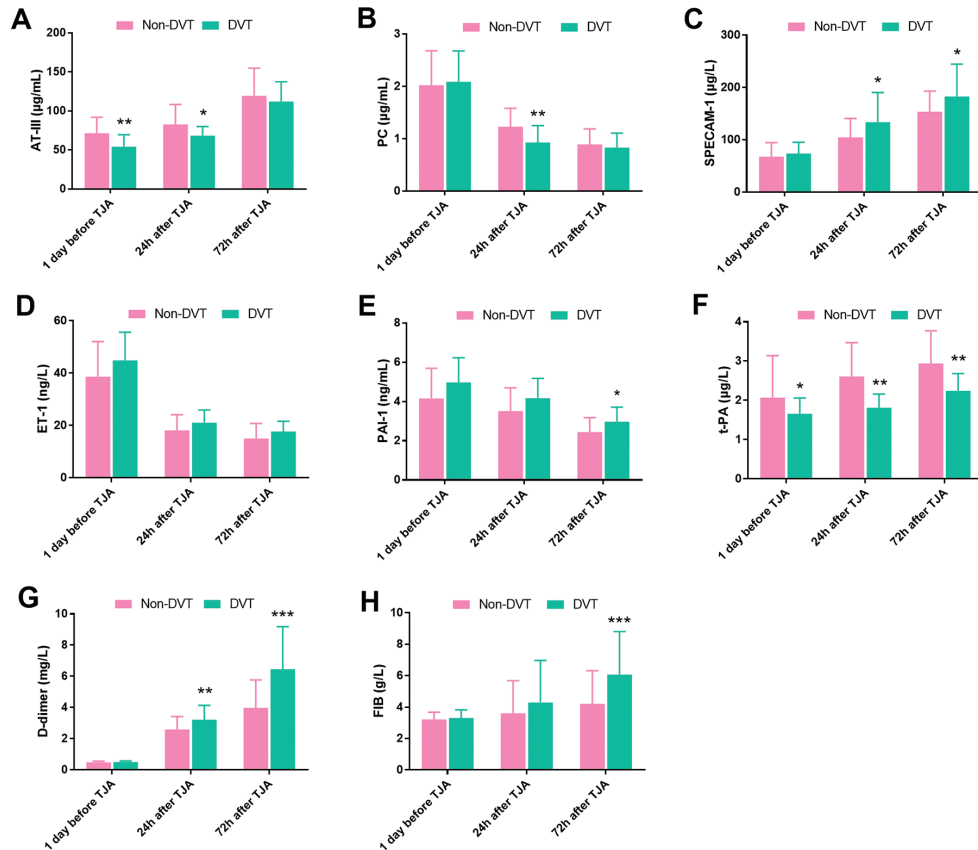 A
Non-DVT DVT
AT-III (µg/mL)
200
150
100
50
0
** *
1 day before TJA
24h after TJA
72h after TJA
B
Non-DVT DVT
PC (µg/mL)
3
2
1
0
**
1 day before TJA
24h after TJA
72h after TJA
C
Non-DVT DVT
SPECAM-1 (µg/L)
300
200
100
0
* *
1 day before TJA
24h after TJA
72h after TJA
D
Non-DVT DVT
ET-1 (ng/L)
60
40
20
0
1 day before TJA
24h after TJA
72h after TJA
E
Non-DVT DVT
PAI-1 (ng/mL)
8
6
4
2
0
*
1 day before TJA
24h after TJA
72h after TJA
F
Non-DVT DVT
t-PA (µg/L)
4
3
2
1
0
* ** **
1 day before TJA
24h after TJA
72h after TJA
G
Non-DVT DVT
D-dimer (mg/L)
10
8
6
4
2
0
** ***
1 day before TJA
24h after TJA
72h after TJA
H
Non-DVT DVT
FIB (g/L)
10
8
6
4
2
0
***
1 day before TJA
24h after TJA
72h after TJA